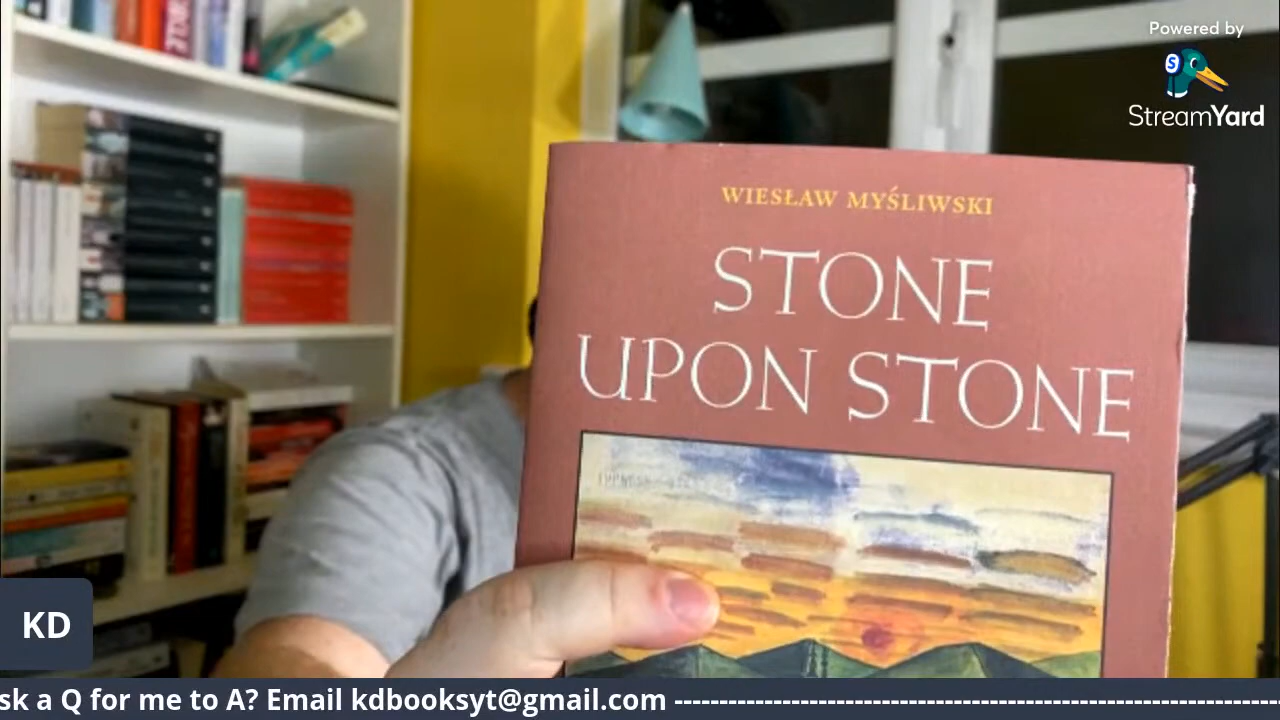 Powered by
StreamYard
WIESŁAW MYŚLIWSKI
STONE
UPON STONE
KD
sk a Q for me to A? Email kdbooksyt@gmail.com ----------------------------------------------------------------------